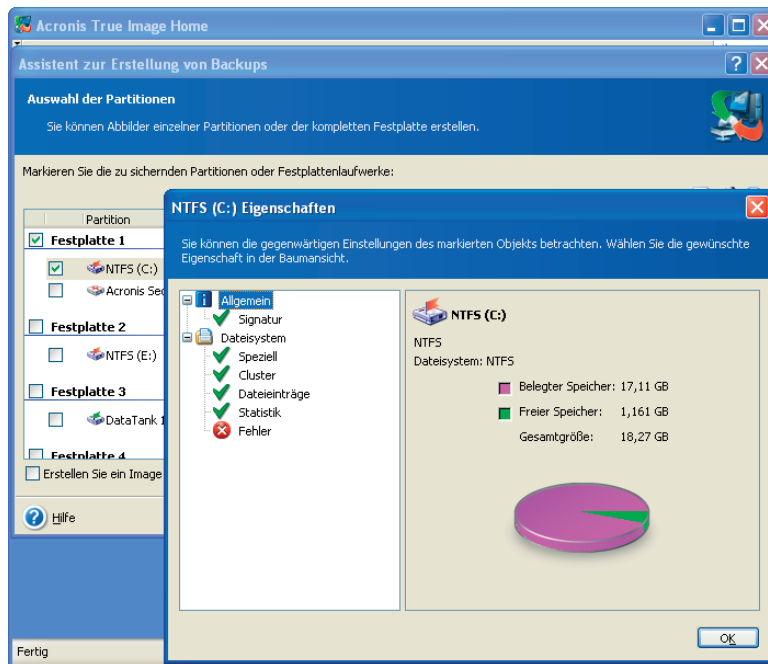 Acronis True Image Home
Assistent zur Erstellung von Backups
Auswahl der Partitionen
Sie können Abbilder einzelner Partitionen oder der kompletten Festplatte erstellen.
Markieren Sie die zu sichernden Partitionen oder Festplattenlaufwerke:
Partition
Festplatte 1
NTFS (C:)
Acronis Sec
Festplatte 2
NTFS (E:)
Festplatte 3
DataTank 1
Festplatte 4
Erstellen Sie ein Image
Hilfe
Fertig
NTFS (C:) Eigenschaften
Sie können die gegenwärtigen Einstellungen des markierten Objekts betrachten. Wählen Sie die gewünschte
Eigenschaft in der Baumansicht.
Allgemein
Signatur
Dateisystem
Speziell
Cluster
Dateieinträge
Statistik
Fehler
NTFS (C:)
NTFS
Dateisystem: NTFS
Belegter Speicher: 17,11 GB
Freier Speicher: 1,161 GB
Gesamtgröße: 18,27 GB
OK